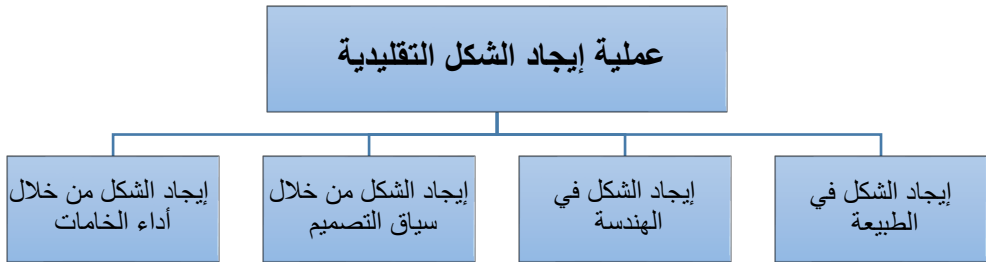 عملية إيجاد الشكل التقليدية
إيجاد الشكل في
الطبيعة
إيجاد الشكل في
الهندسة
إيجاد الشكل من خلال
سياق التصميم
إيجاد الشكل من خلال
أداء الخامات